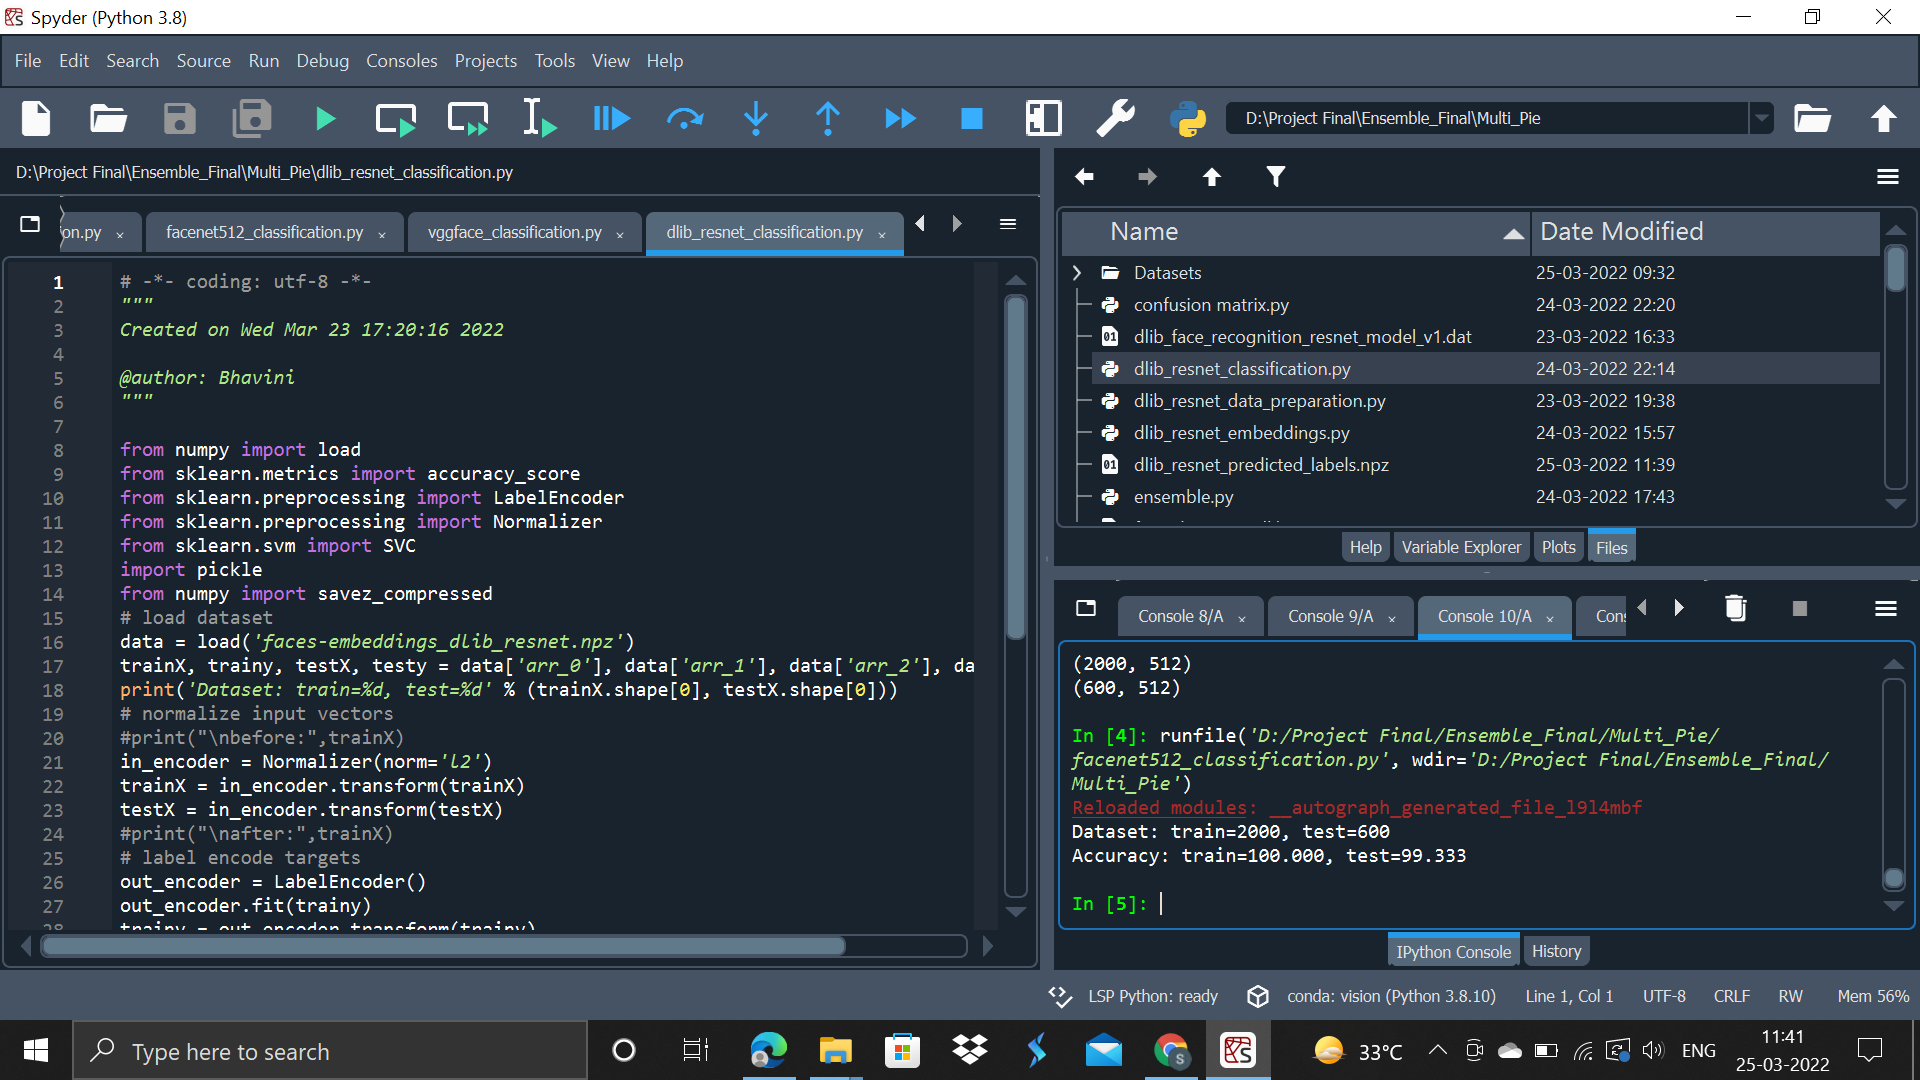 Spyder (Python 3.8)
File Edit Search Source Run Debug Consoles Projects Tools View Help
D:\Project Final\Ensemble_Final\Multi_Pie
D:\Project Final\Ensemble_Final\Multi_Pie\dlib_resnet_classification.py
on.py facenet512_classification.py vggface_classification.py dlib_resnet_classification.py
1 # -*- coding: utf-8 -*-
2 """
3 Created on Wed Mar 23 17:20:16 2022
4
5 @author: Bhavini
6 """
7
8 from numpy import load
9 from sklearn.metrics import accuracy_score
10 from sklearn.preprocessing import LabelEncoder
11 from sklearn.preprocessing import Normalizer
12 from sklearn.svm import SVC
13 import pickle
14 from numpy import savez_compressed
15 # load dataset
16 data = load('faces-embeddings_dlib_resnet.npz')
17 trainX, trainy, testX, testy = data['arr_0'], data['arr_1'], data['arr_2'], da
18 print('Dataset: train=%d, test=%d' % (trainX.shape[0], testX.shape[0]))
19 # normalize input vectors
20 #print("\nbefore:",trainX)
21 in_encoder = Normalizer(norm='l2')
22 trainX = in_encoder.transform(trainX)
23 testX = in_encoder.transform(testX)
24 #print("\nafter:",trainX)
25 # label encode targets
26 out_encoder = LabelEncoder()
27 out_encoder.fit(trainy)
28 trainy = out_encoder.transform(trainy)
Name Date Modified
Datasets 25-03-2022 09:32
confusion matrix.py 24-03-2022 22:20
dlib_face_recognition_resnet_model_v1.dat 23-03-2022 16:33
dlib_resnet_classification.py 24-03-2022 22:14
dlib_resnet_data_preparation.py 23-03-2022 19:38
dlib_resnet_embeddings.py 24-03-2022 15:57
dlib_resnet_predicted_labels.npz 25-03-2022 11:39
ensemble.py 24-03-2022 17:43
Help Variable Explorer Plots Files
Console 8/A Console 9/A Console 10/A Con
(2000, 512)
(600, 512)
In [4]: runfile('D:/Project Final/Ensemble_Final/Multi_Pie/
facenet512_classification.py', wdir='D:/Project Final/Ensemble_Final/
Multi_Pie')
Reloaded modules: __autograph_generated_file_l9l4mbf
Dataset: train=2000, test=600
Accuracy: train=100.000, test=99.333
In [5]:
IPython Console History
LSP Python: ready conda: vision (Python 3.8.10) Line 1, Col 1 UTF-8 CRLF RW Mem 56%
Type here to search
33°C ENG
11:41
25-03-2022